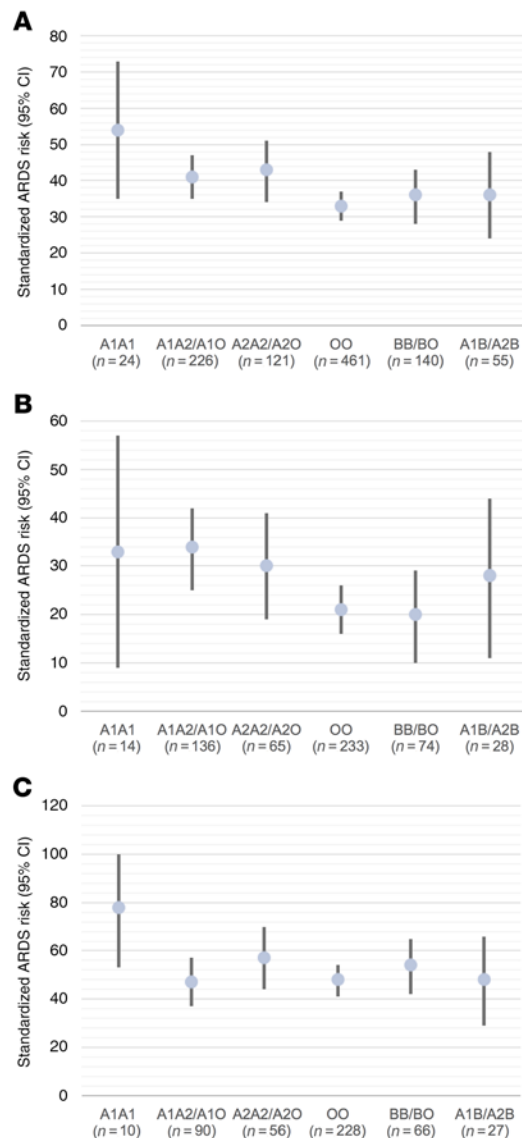 A
Standardized ARDS risk (95% CI)
80
70
60
50
40
30
20
10
0
A1A1 A1A2/A1O A2A2/A2O OO BB/BO A1B/A2B
(n = 24) (n = 226) (n = 121) (n = 461) (n = 140) (n = 55)
B
Standardized ARDS risk (95% CI)
60
50
40
30
20
10
0
A1A1 A1A2/A1O A2A2/A2O OO BB/BO A1B/A2B
(n = 14) (n = 136) (n = 65) (n = 233) (n = 74) (n = 28)
C
Standardized ARDS risk (95% CI)
120
100
80
60
40
20
0
A1A1 A1A2/A1O A2A2/A2O OO BB/BO A1B/A2B
(n = 10) (n = 90) (n = 56) (n = 228) (n = 66) (n = 27)